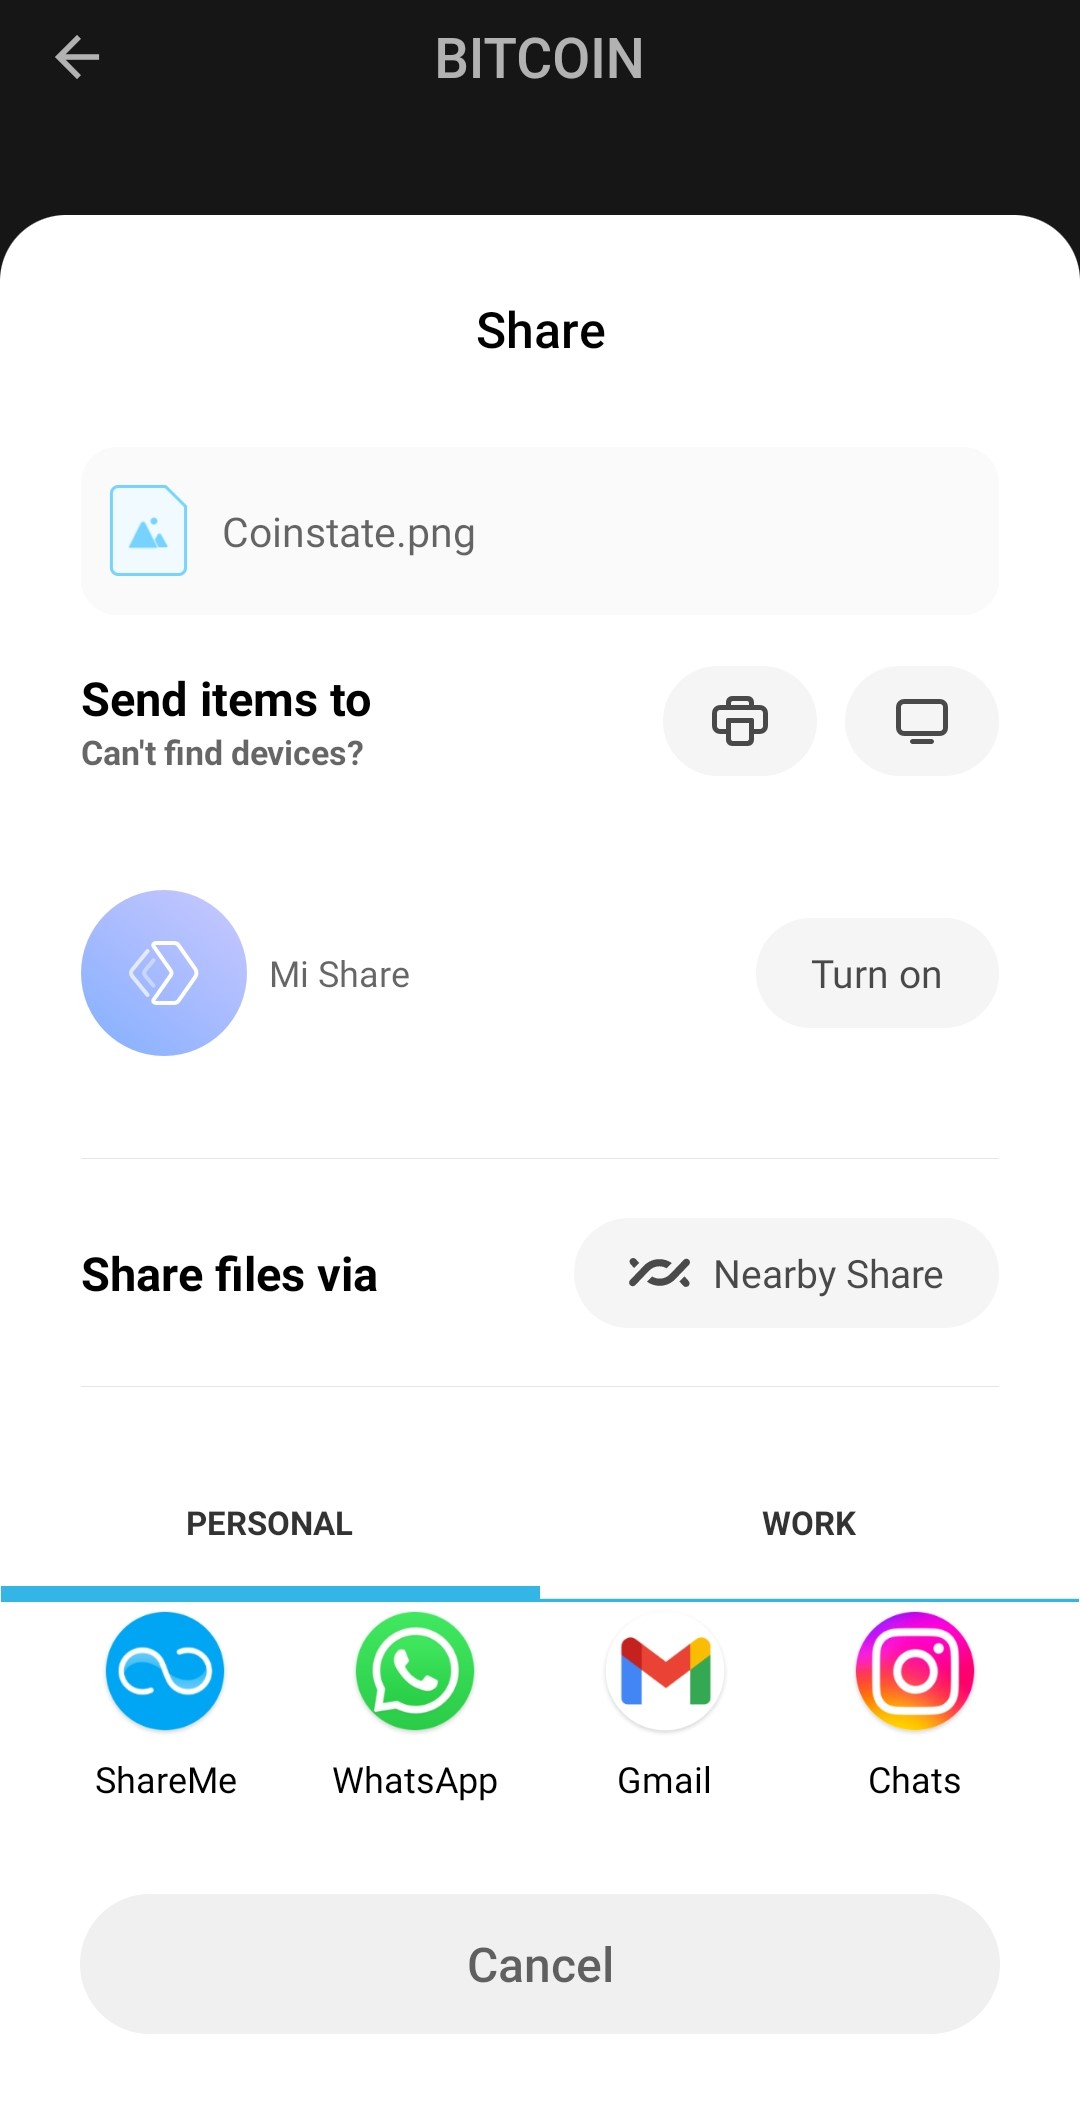 BITCOIN
Share
Coinstate.png
Send items to
Can't find devices?
Mi Share
Turn on
Share files via
Nearby Share
PERSONAL
WORK
ShareMe
WhatsApp
Gmail
Chats
Cancel